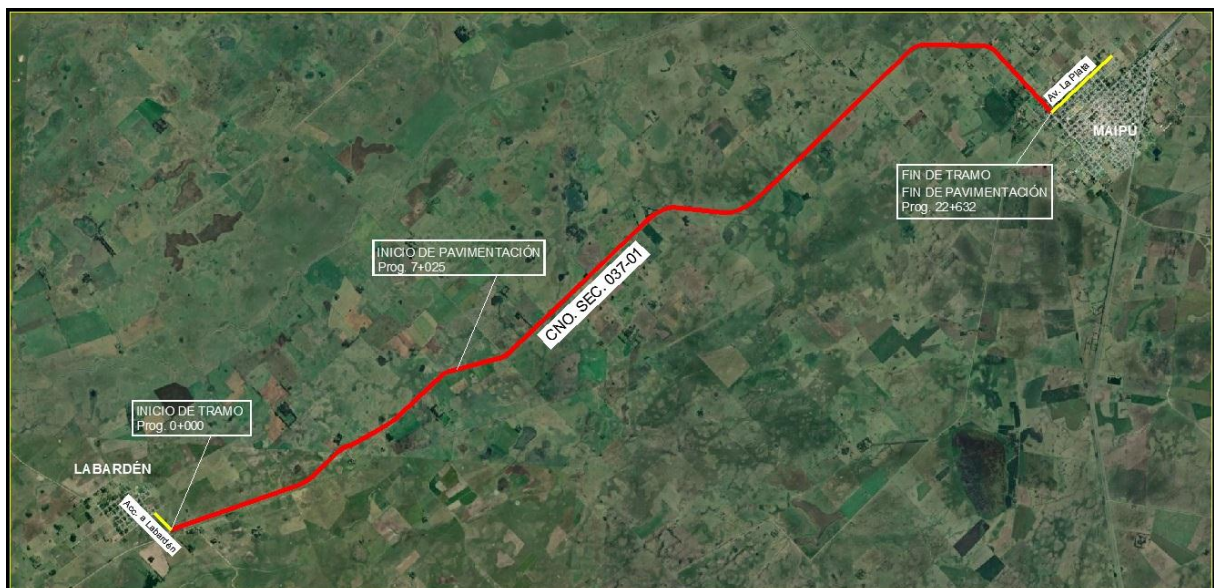 Av. La Plata
MAIPÚ
FIN DE TRAMO
FIN DE PAVIMENTACIÓN
Prog. 22+632
INICIO DE PAVIMENTACIÓN
Prog. 7+025
CNO. SEC. 037-01
INICIO DE TRAMO
Prog. 0+000
LABARDÉN
Acc. a Labardén